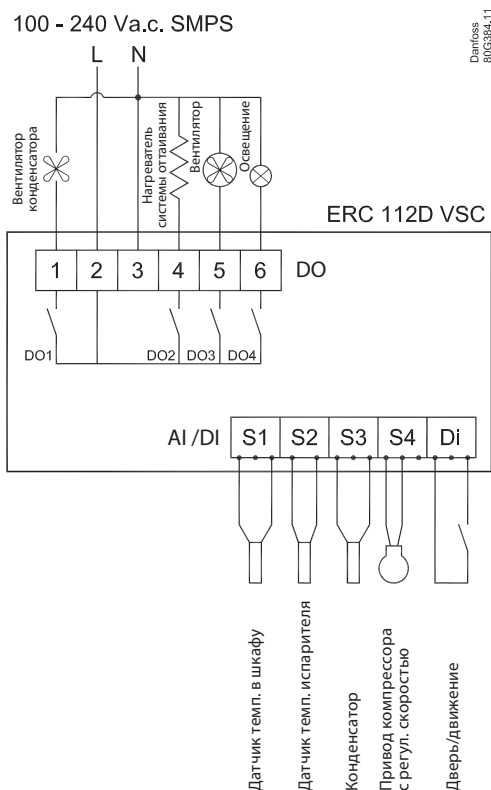 100 - 240 Va.c. SMPS
Danfoss
80G384.11
L N
Вентилятор
конденсатора
Нагреватель
системы оттаивания
Вентилятор
Освещение
ERC 112D VSC
1 2 3 4 5 6 DO
DO1 DO2 DO3 DO4
AI /DI S1 S2 S3 S4 Di
Датчик темп. в шкафу
Датчик темп. испарителя
Конденсатор
Привод компрессора
с регул. скоростью
Дверь/движение